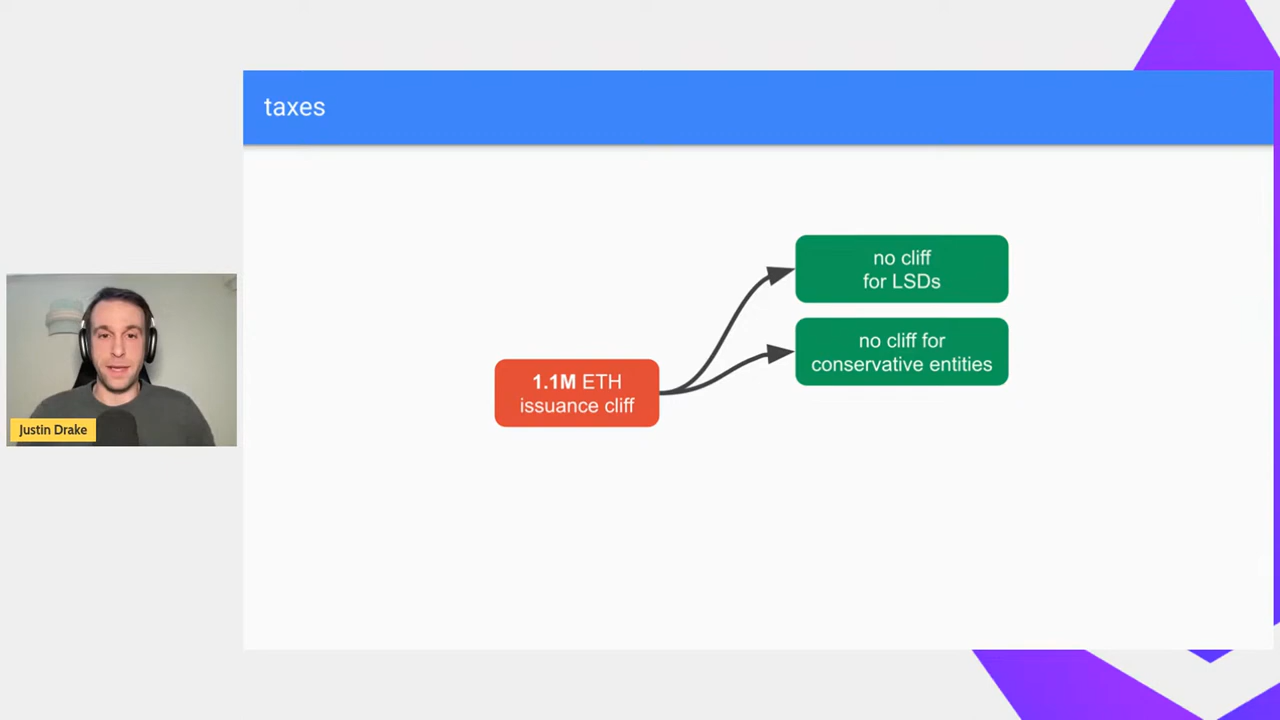 taxes
no cliff
for LSDs
no cliff for
conservative entities
1.1M ETH
issuance cliff
Justin Drake